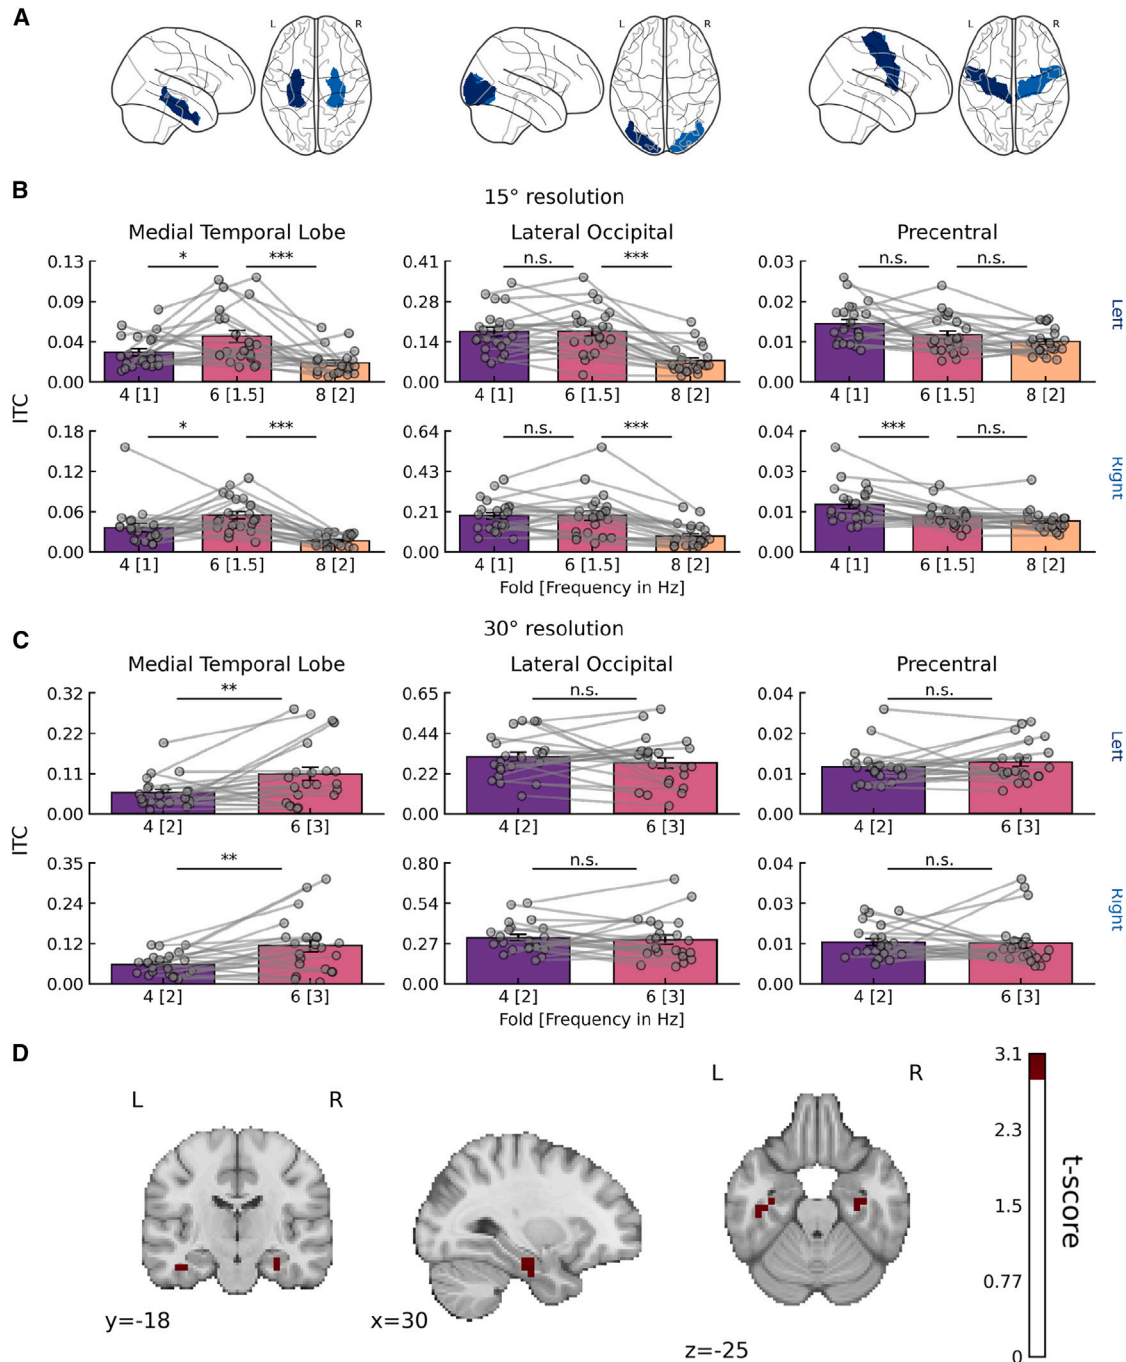 A
L R
L R
L R
B
15° resolution
Medial Temporal Lobe Lateral Occipital Precentral
0.13 * *** 0.41 n.s. *** 0.03 n.s. n.s.
0.09 0.27 0.02
0.04 0.14 0.01
0.00 0.00 0.00
4 [1] 6 [1.5] 8 [2] 4 [1] 6 [1.5] 8 [2] 4 [1] 6 [1.5] 8 [2]
Left
ITC
0.18 * *** 0.64 n.s. *** 0.04 *** n.s.
0.12 0.43 0.03
0.06 0.21 0.01
0.00 0.00 0.00
4 [1] 6 [1.5] 8 [2] 4 [1] 6 [1.5] 8 [2] 4 [1] 6 [1.5] 8 [2]
Right
Fold [Frequency in Hz]
C
30° resolution
Medial Temporal Lobe Lateral Occipital Precentral
0.32 ** 0.65 n.s. 0.04 n.s.
0.22 0.44 0.02
0.11 0.22 0.01
0.00 0.00 0.00
4 [2] 6 [3] 4 [2] 6 [3] 4 [2] 6 [3]
Left
ITC
0.35 ** 0.80 n.s. 0.04 n.s.
0.24 0.54 0.03
0.12 0.27 0.01
0.00 0.00 0.00
4 [2] 6 [3] 4 [2] 6 [3] 4 [2] 6 [3]
Right
Fold [Frequency in Hz]
D
L R
y=-18
x=30
L R
z=-25
3.1
2.3
1.5
0.77
0
t-score